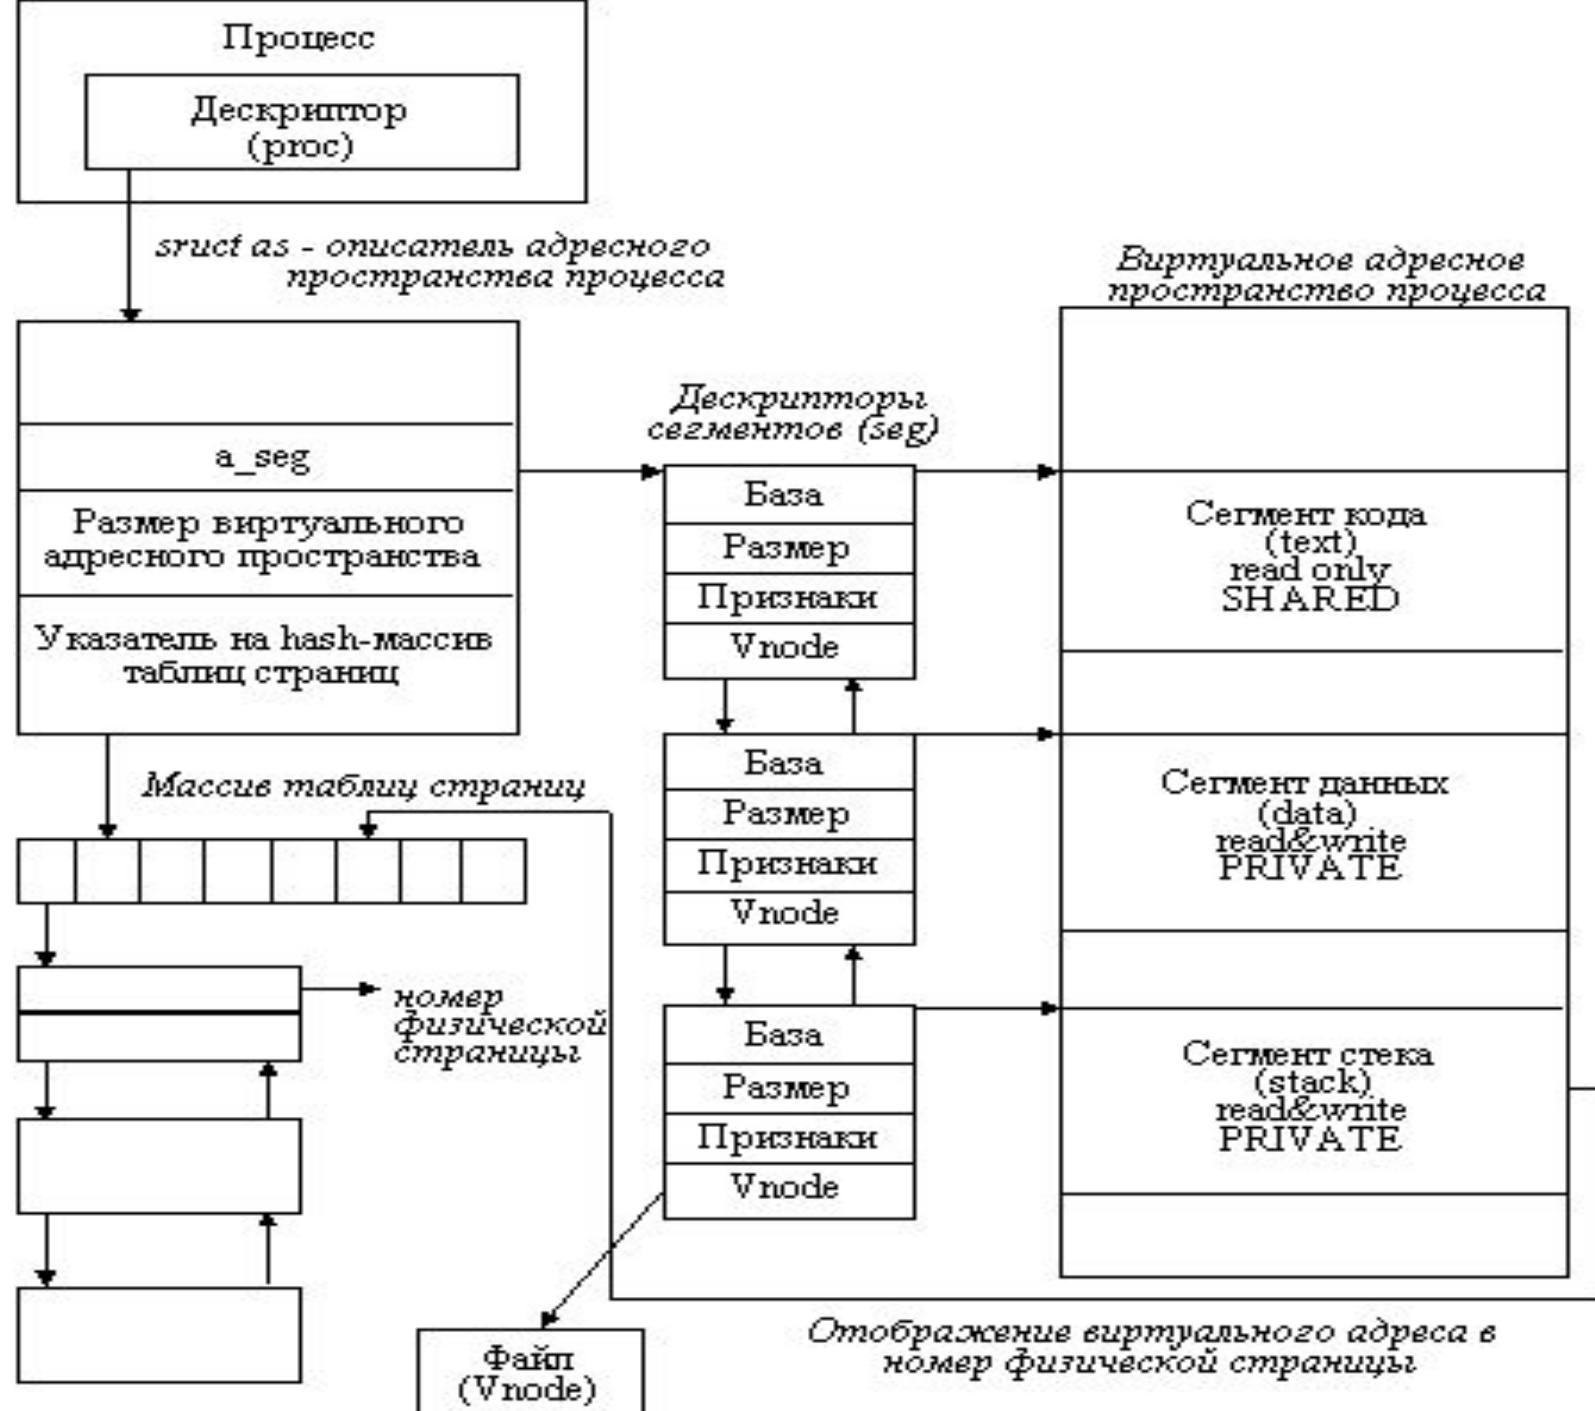 Процесс
Дескриптор
(proc)
sruct as - описатель адресного
пространства процесса
a_seg
Размер виртуального
адресного пространства
Указатель на hash-массив
таблиц страниц
Массив таблиц страниц
номер
физической
страницы
Дескрипторы
сегментов (seg)
База
Размер
Признаки
Vnode
База
Размер
Признаки
Vnode
База
Размер
Признаки
Vnode
Файл
(Vnode)
Виртуальное адресное
пространство процесса
Сегмент кода
(text)
read only
SHARED
Сегмент данных
(data)
read&write
PRIVATE
Сегмент стека
(stack)
read&write
PRIVATE
Отображение виртуального адреса в
номер физической страницы